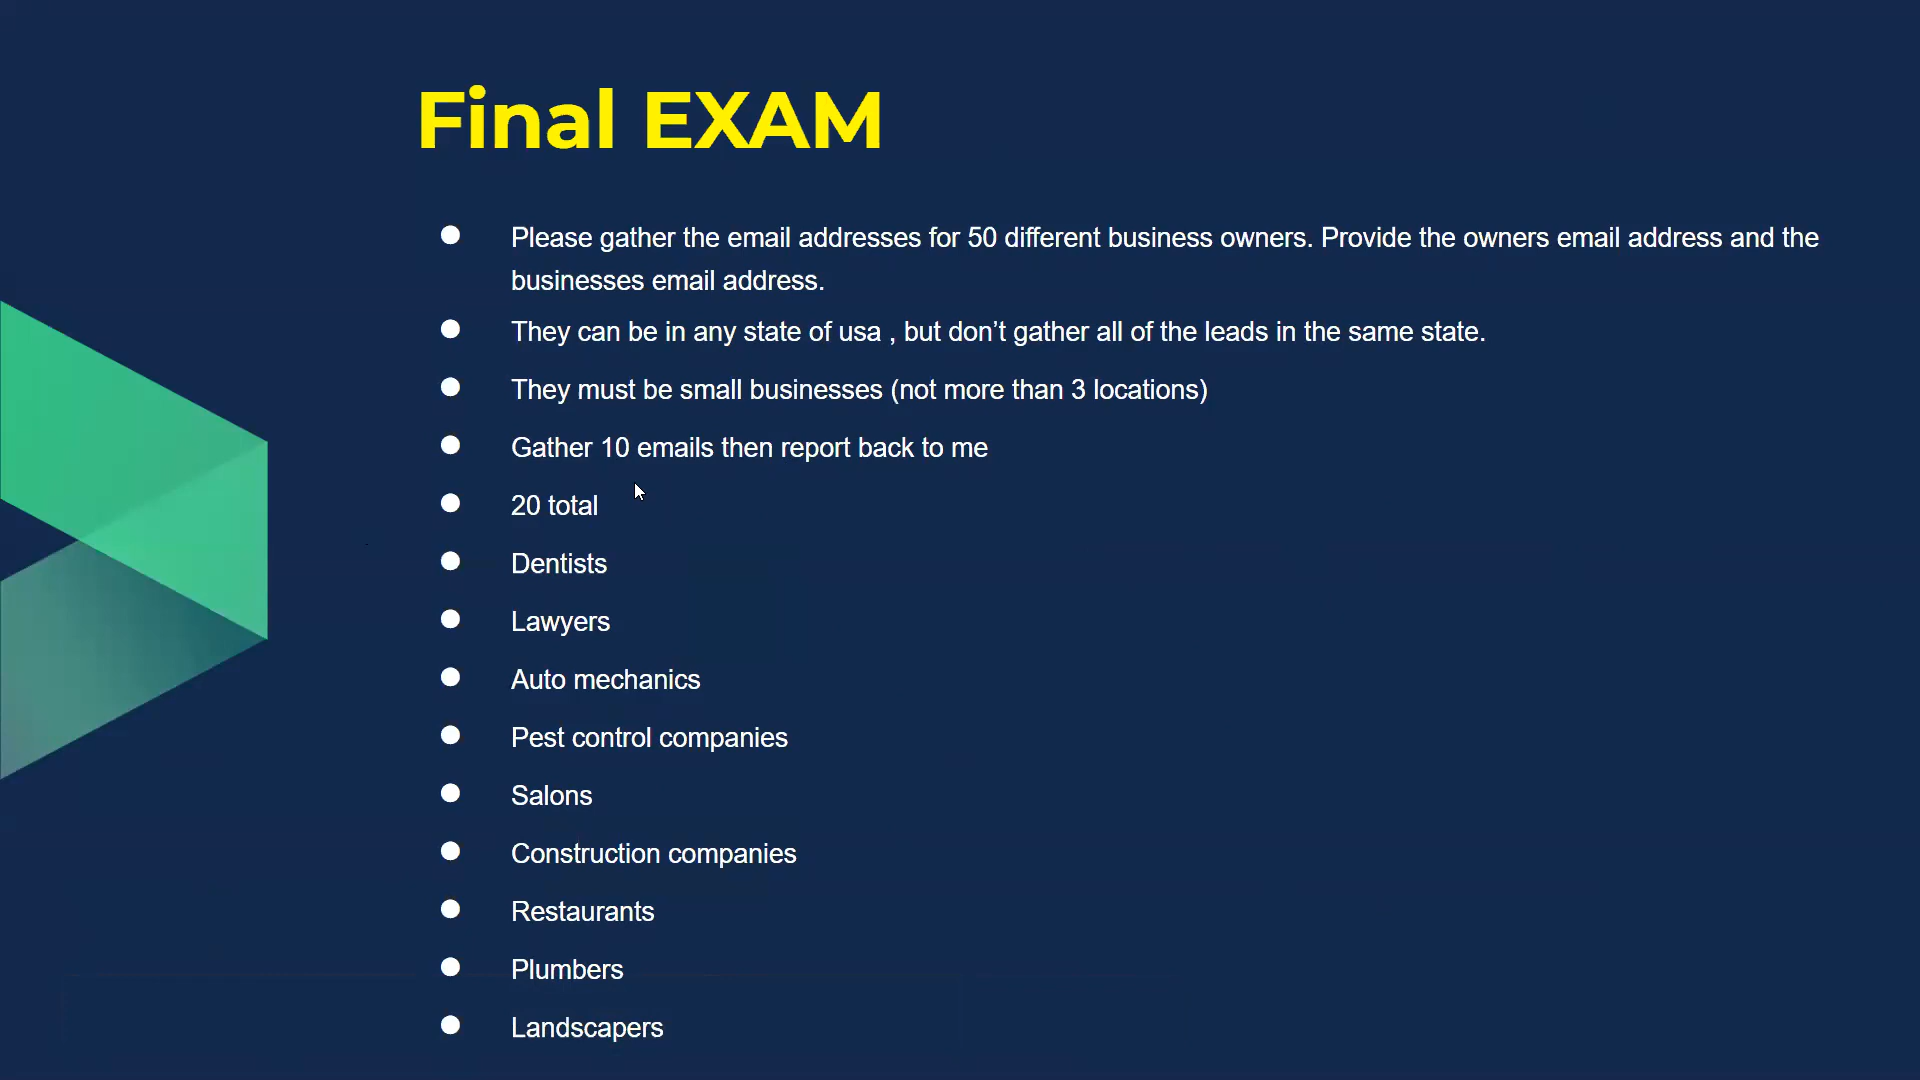 Final EXAM
● Please gather the email addresses for 50 different business owners. Provide the owners email address and the
businesses email address.
● They can be in any state of usa , but don’t gather all of the leads in the same state.
● They must be small businesses (not more than 3 locations)
● Gather 10 emails then report back to me
● 20 total
● Dentists
● Lawyers
● Auto mechanics
● Pest control companies
● Salons
● Construction companies
● Restaurants
● Plumbers
● Landscapers